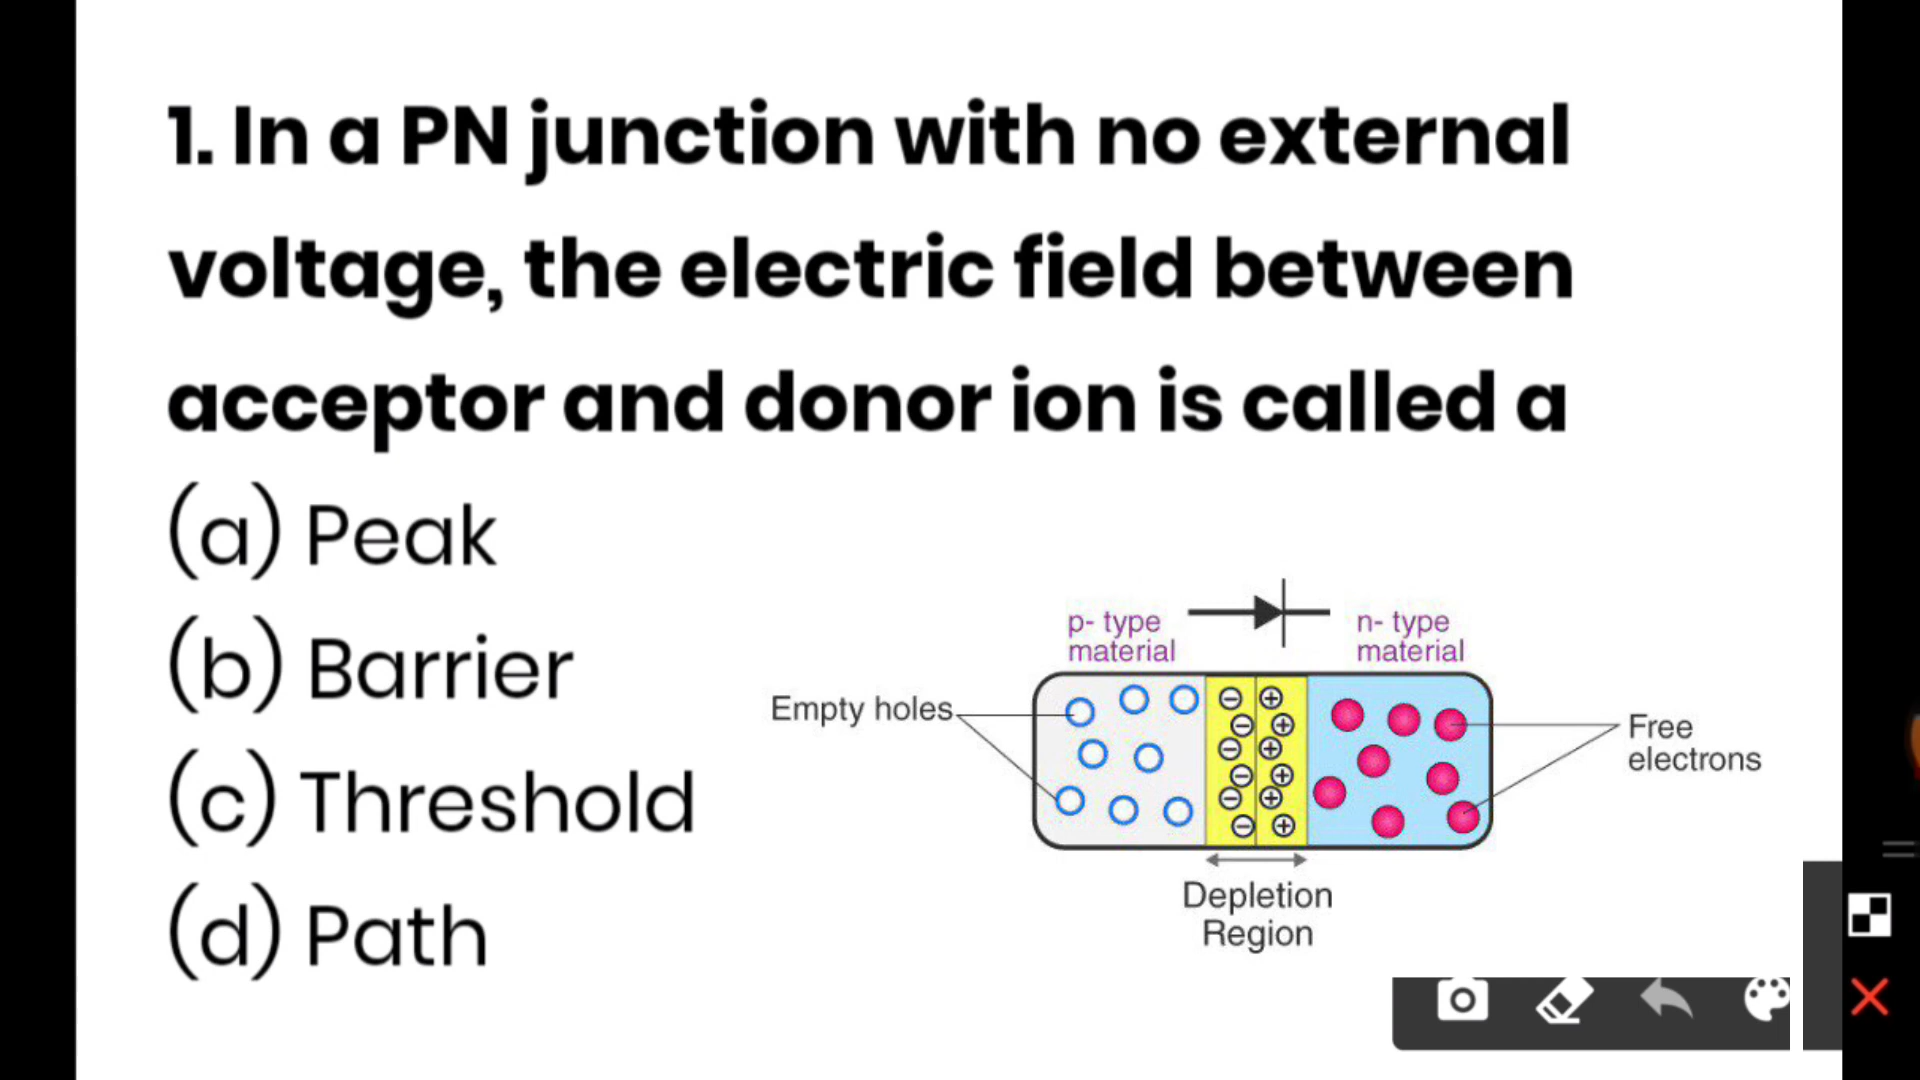 1. In a PN junction with no external
voltage, the electric field between
acceptor and donor ion is called a
(a) Peak
(b) Barrier
(c) Threshold
(d) Path
p- type
material
n- type
material
Empty holes
Free
electrons
Depletion
Region